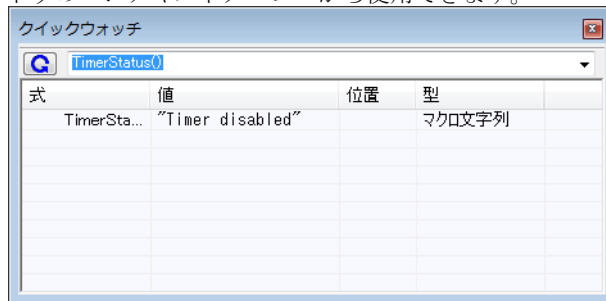 クイックウォッチ
TimerStatus()
式 値 位置 型
TimerSta... "Timer disabled" マクロ文字列